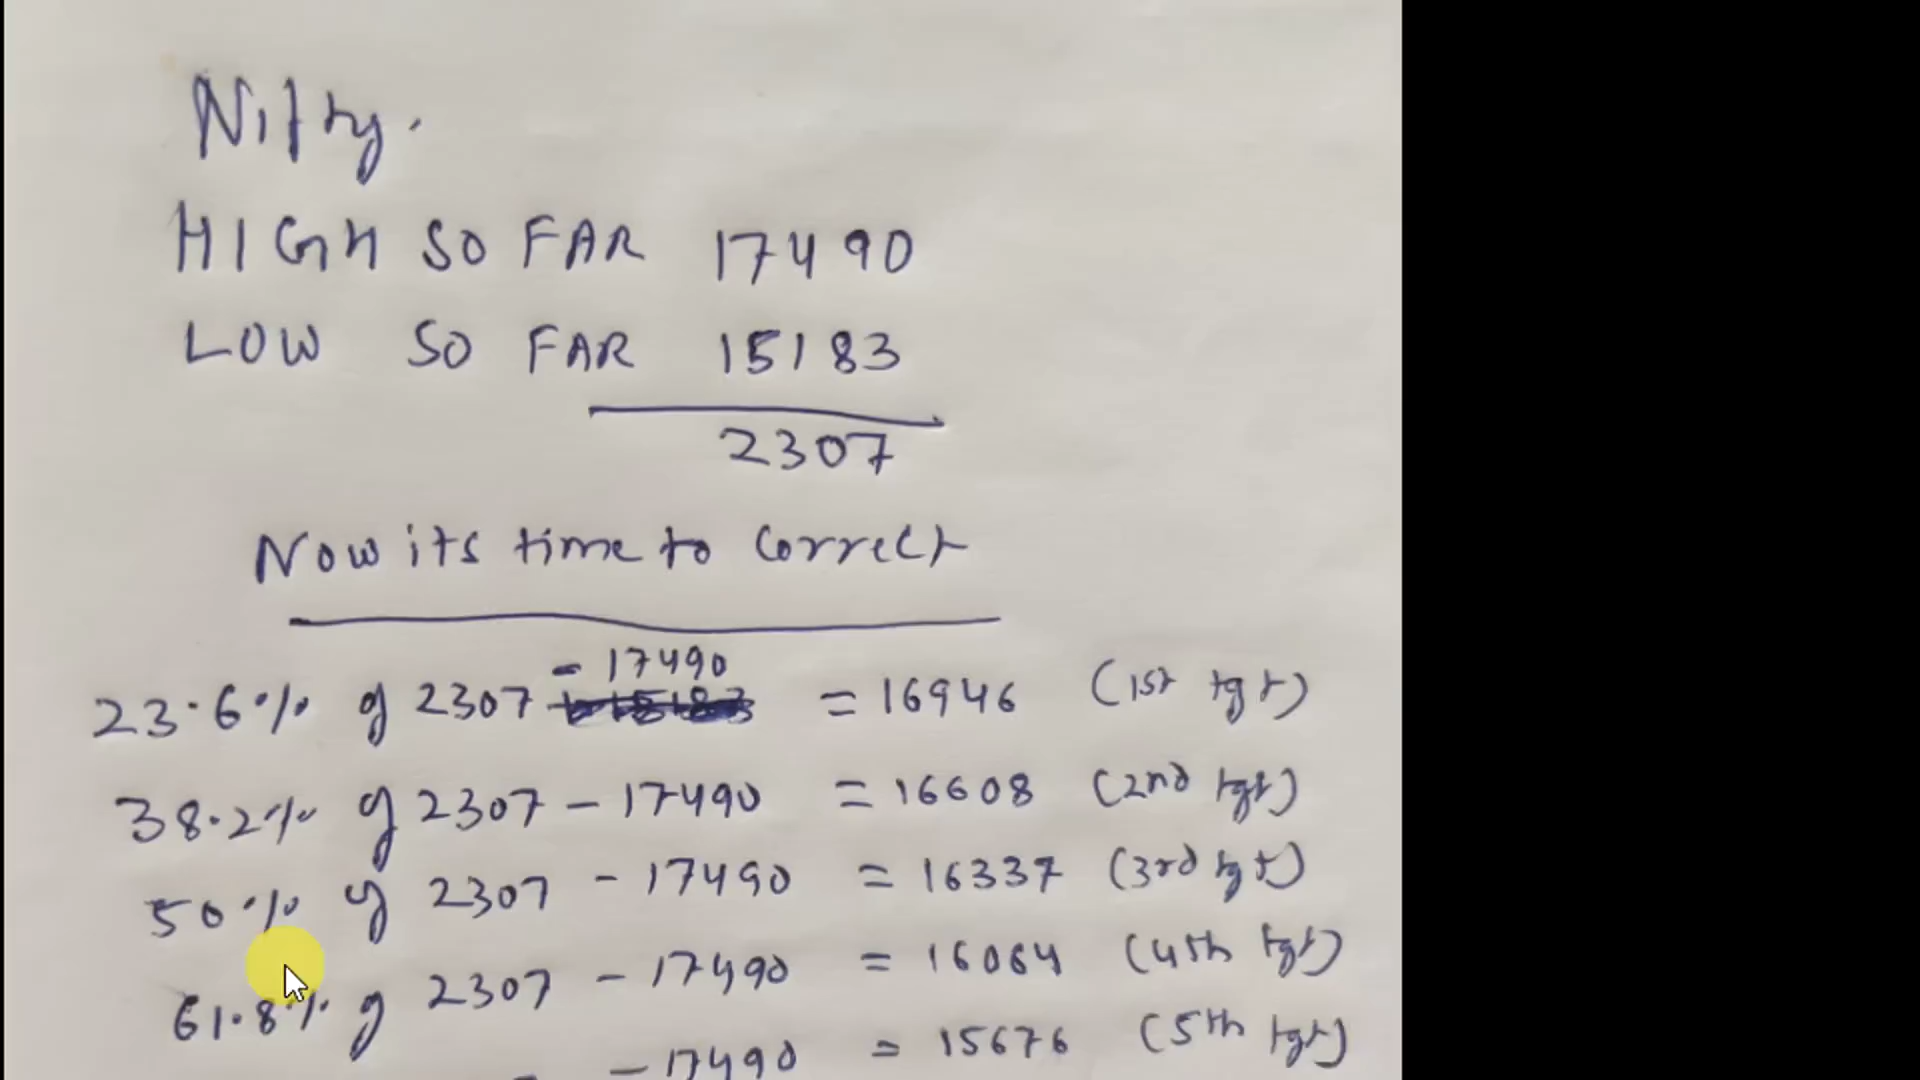 Nifty.
HIGH SO FAR 17490
LOW SO FAR 15183
2307
Now its time to correct
- 17490
23.6% of 2307 = 16946 (1st tgt)
38.2% of 2307 - 17490 = 16608 (2nd tgt)
50% of 2307 - 17490 = 16337 (3rd tgt)
61.8% of 2307 - 17490 = 16064 (4th tgt)
- 17490 = 15676 (5th tgt)